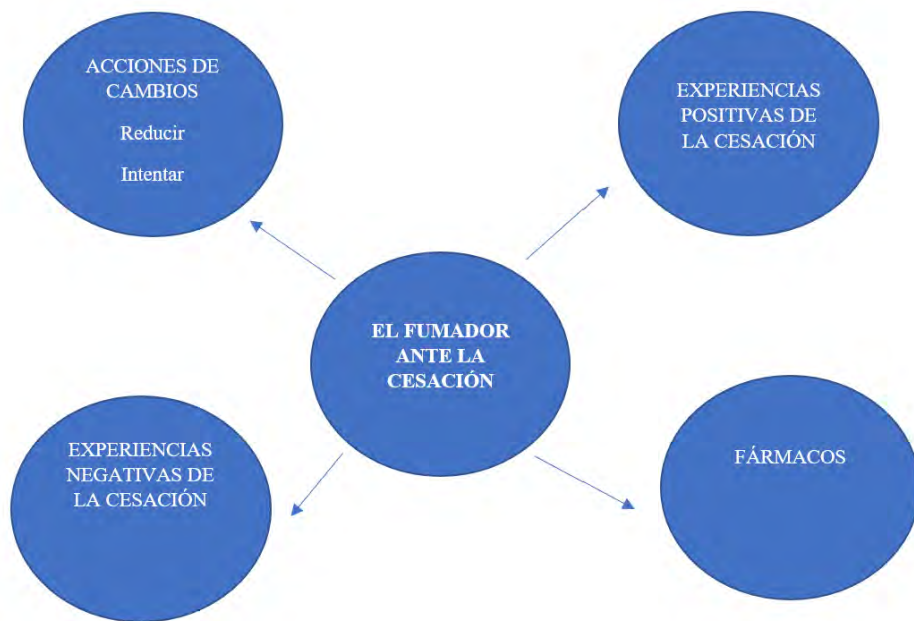 ACCIONES DE
CAMBIOS
Reducir
Intentar
EXPERIENCIAS
POSITIVAS DE
LA CESACIÓN
EL FUMADOR
ANTE LA
CESACIÓN
EXPERIENCIAS
NEGATIVAS DE
LA CESACIÓN
FÁRMACOS